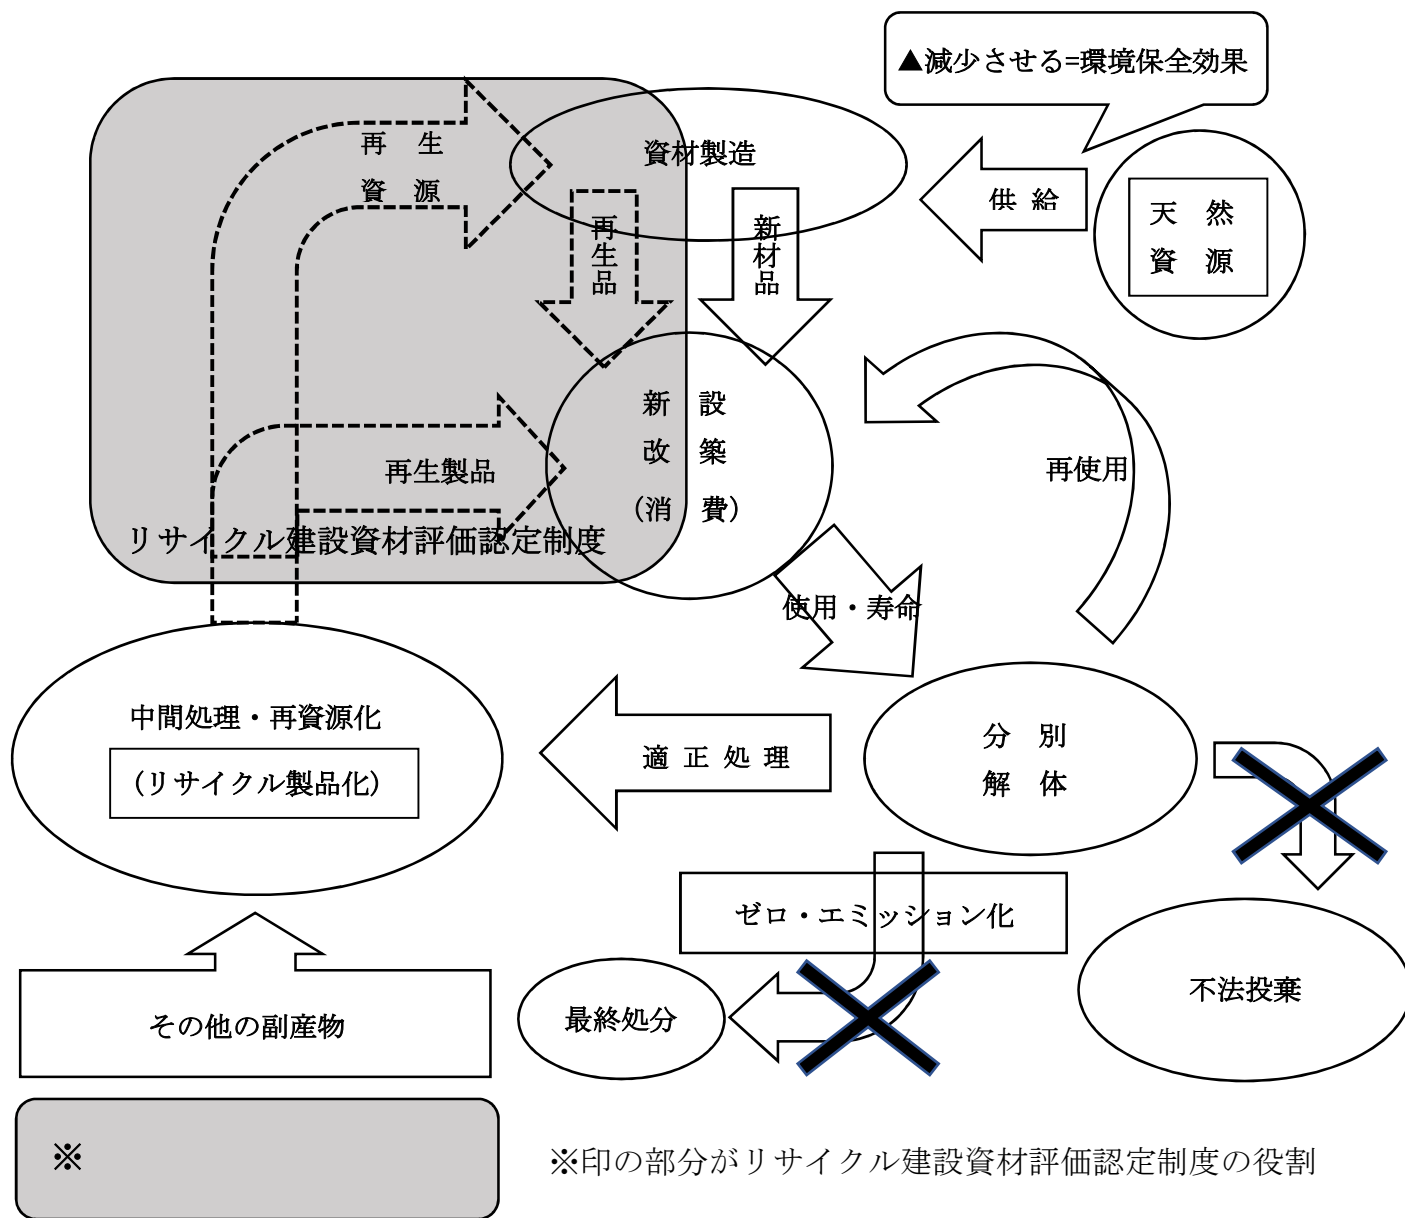 ▲減少させる=環境保全効果
再 生
資 源
資材製造
供 給
天 然
資 源
再生品
新材品
新 設
改 築
(消 費)
再生製品
再使用
リサイクル建設資材評価認定制度
使用・寿命
中間処理・再資源化
(リサイクル製品化)
適 正 処 理
分 別
解 体
ゼロ・エミッション化
不法投棄
その他の副産物
最終処分
※
※印の部分がリサイクル建設資材評価認定制度の役割